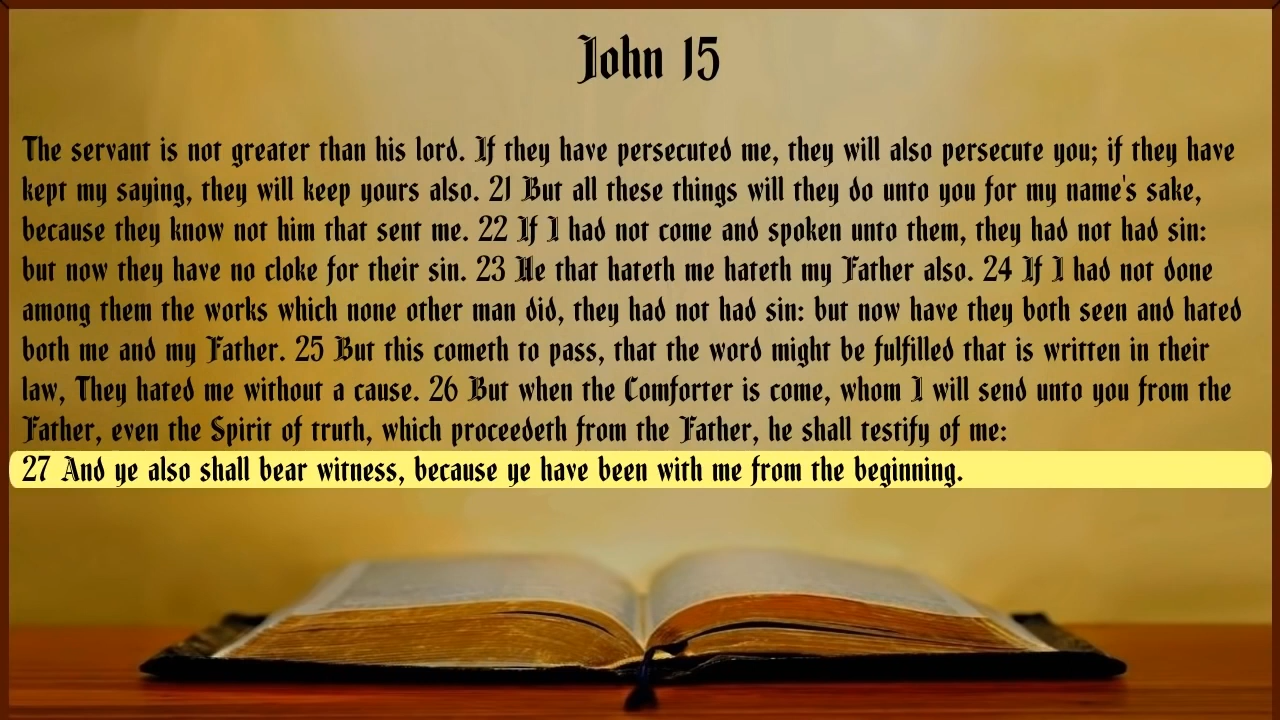 John 15
The servant is not greater than his lord. If they have persecuted me, they will also persecute you; if they have
kept my saying, they will keep yours also. 21 But all these things will they do unto you for my name's sake,
because they know not him that sent me. 22 If I had not come and spoken unto them, they had not had sin:
but now they have no cloke for their sin. 23 He that hateth me hateth my Father also. 24 If I had not done
among them the works which none other man did, they had not had sin: but now have they both seen and hated
both me and my Father. 25 But this cometh to pass, that the word might be fulfilled that is written in their
law, They hated me without a cause. 26 But when the Comforter is come, whom I will send unto you from the
Father, even the Spirit of truth, which proceedeth from the Father, he shall testify of me:
27 And ye also shall bear witness, because ye have been with me from the beginning.